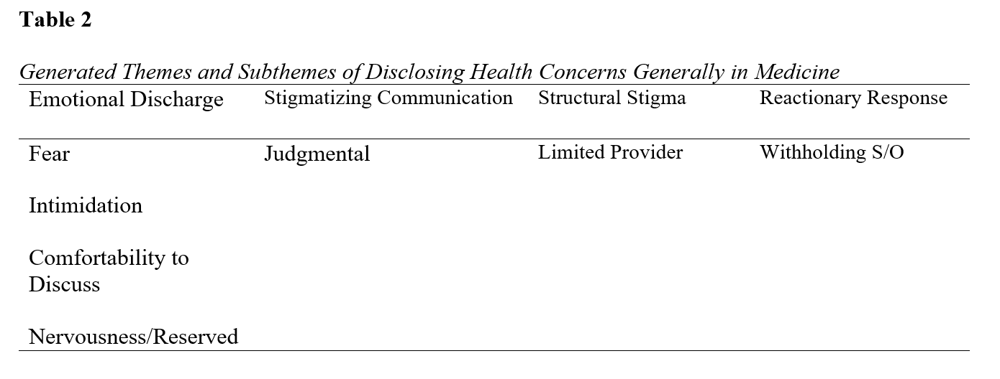 Table 2
Generated Themes and Subthemes of Disclosing Health Concerns Generally in Medicine
Emotional Discharge Stigmatizing Communication Structural Stigma Reactionary Response
Fear Judgmental Limited Provider Withholding S/O
Intimidation
Comfortability to
Discuss
Nervousness/Reserved